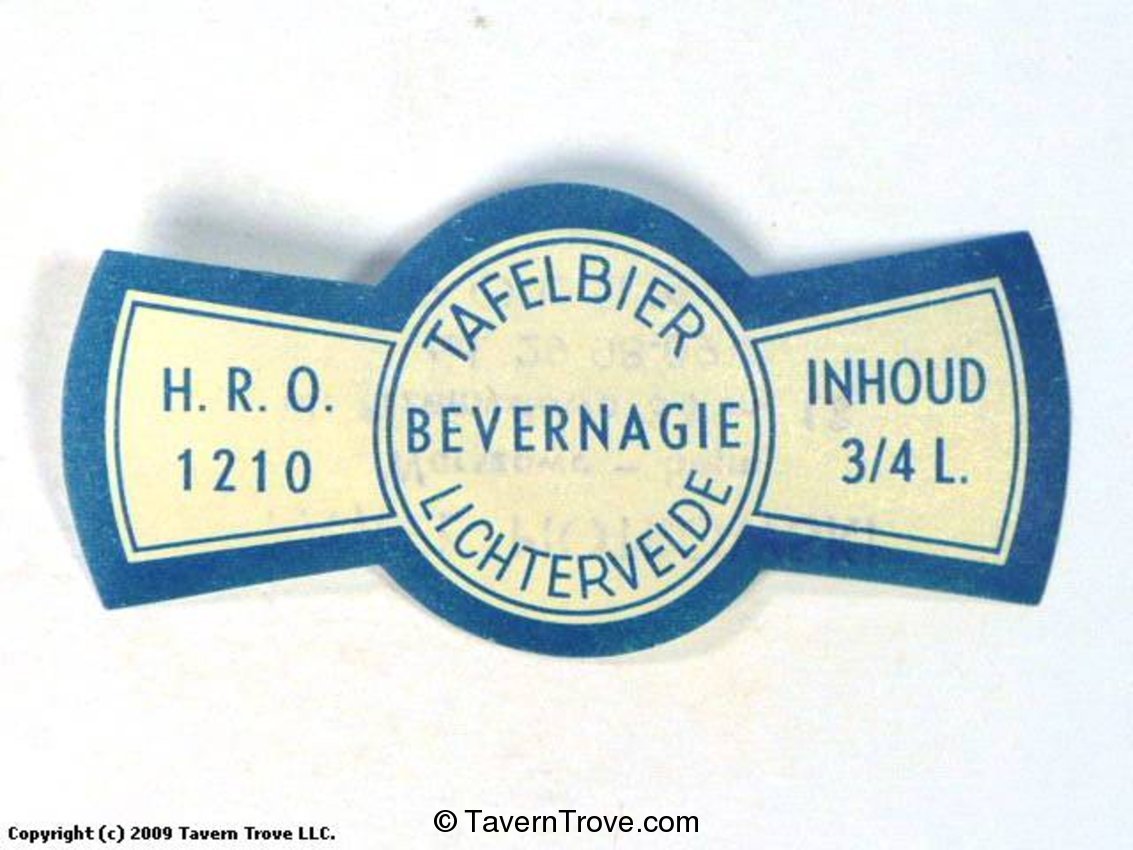 H. R. O.
1210
TAFELBIER
BEVERNAGIE
LICHTERVELDE
INHOUD
3/4 L.
Copyright (c) 2009 Tavern Trove LLC.
© TavernTrove.com